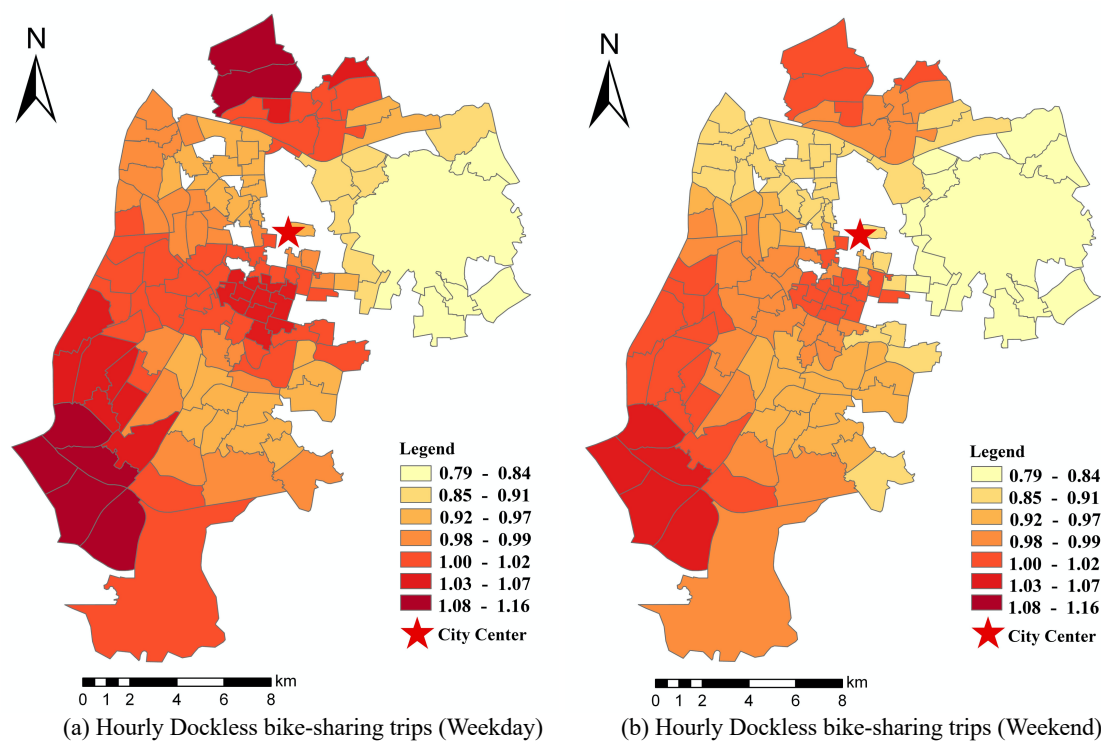 N
Legend
0.79 - 0.84
0.85 - 0.91
0.92 - 0.97
0.98 - 0.99
1.00 - 1.02
1.03 - 1.07
1.08 - 1.16
City Center
0 1 2 4 6 8 km
(a) Hourly Dockless bike-sharing trips (Weekday)
N
Legend
0.79 - 0.84
0.85 - 0.91
0.92 - 0.97
0.98 - 0.99
1.00 - 1.02
1.03 - 1.07
1.08 - 1.16
City Center
0 1 2 4 6 8 km
(b) Hourly Dockless bike-sharing trips (Weekend)